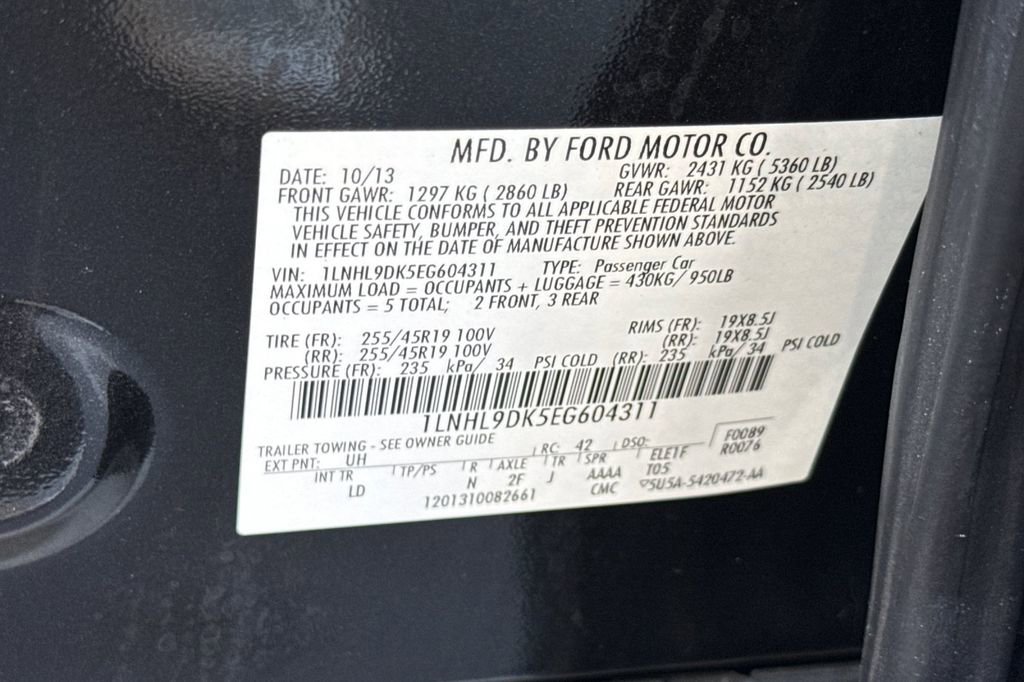 MFD. BY FORD MOTOR CO.
DATE: 10/13 GVWR: 2431 KG ( 5360 LB)
FRONT GAWR: 1297 KG ( 2860 LB) REAR GAWR: 1152 KG ( 2540 LB)
THIS VEHICLE CONFORMS TO ALL APPLICABLE FEDERAL MOTOR
VEHICLE SAFETY, BUMPER, AND THEFT PREVENTION STANDARDS
IN EFFECT ON THE DATE OF MANUFACTURE SHOWN ABOVE.
VIN: 1LNHL9DK5EG604311 TYPE: Passenger Car
MAXIMUM LOAD = OCCUPANTS + LUGGAGE = 430KG/ 950LB
OCCUPANTS = 5 TOTAL; 2 FRONT, 3 REAR
TIRE (FR): 255/45R19 100V RIMS (FR): 19X8.5J
(RR): 255/45R19 100V (RR): 19X8.5J
PRESSURE (FR): 235 kPa/ 34 PSI COLD (RR): 235 kPa/ 34 PSI COLD
1LNHL9DK5EG604311
TRAILER TOWING - SEE OWNER GUIDE F0089
EXT PNT: UH RC: 42 DSO: R0076
INT TR TP/PS R AXLE TR SPR ELE1F
LD N 2F J AAAA T05
1201310082661 CMC 5U5A-5420472-AA